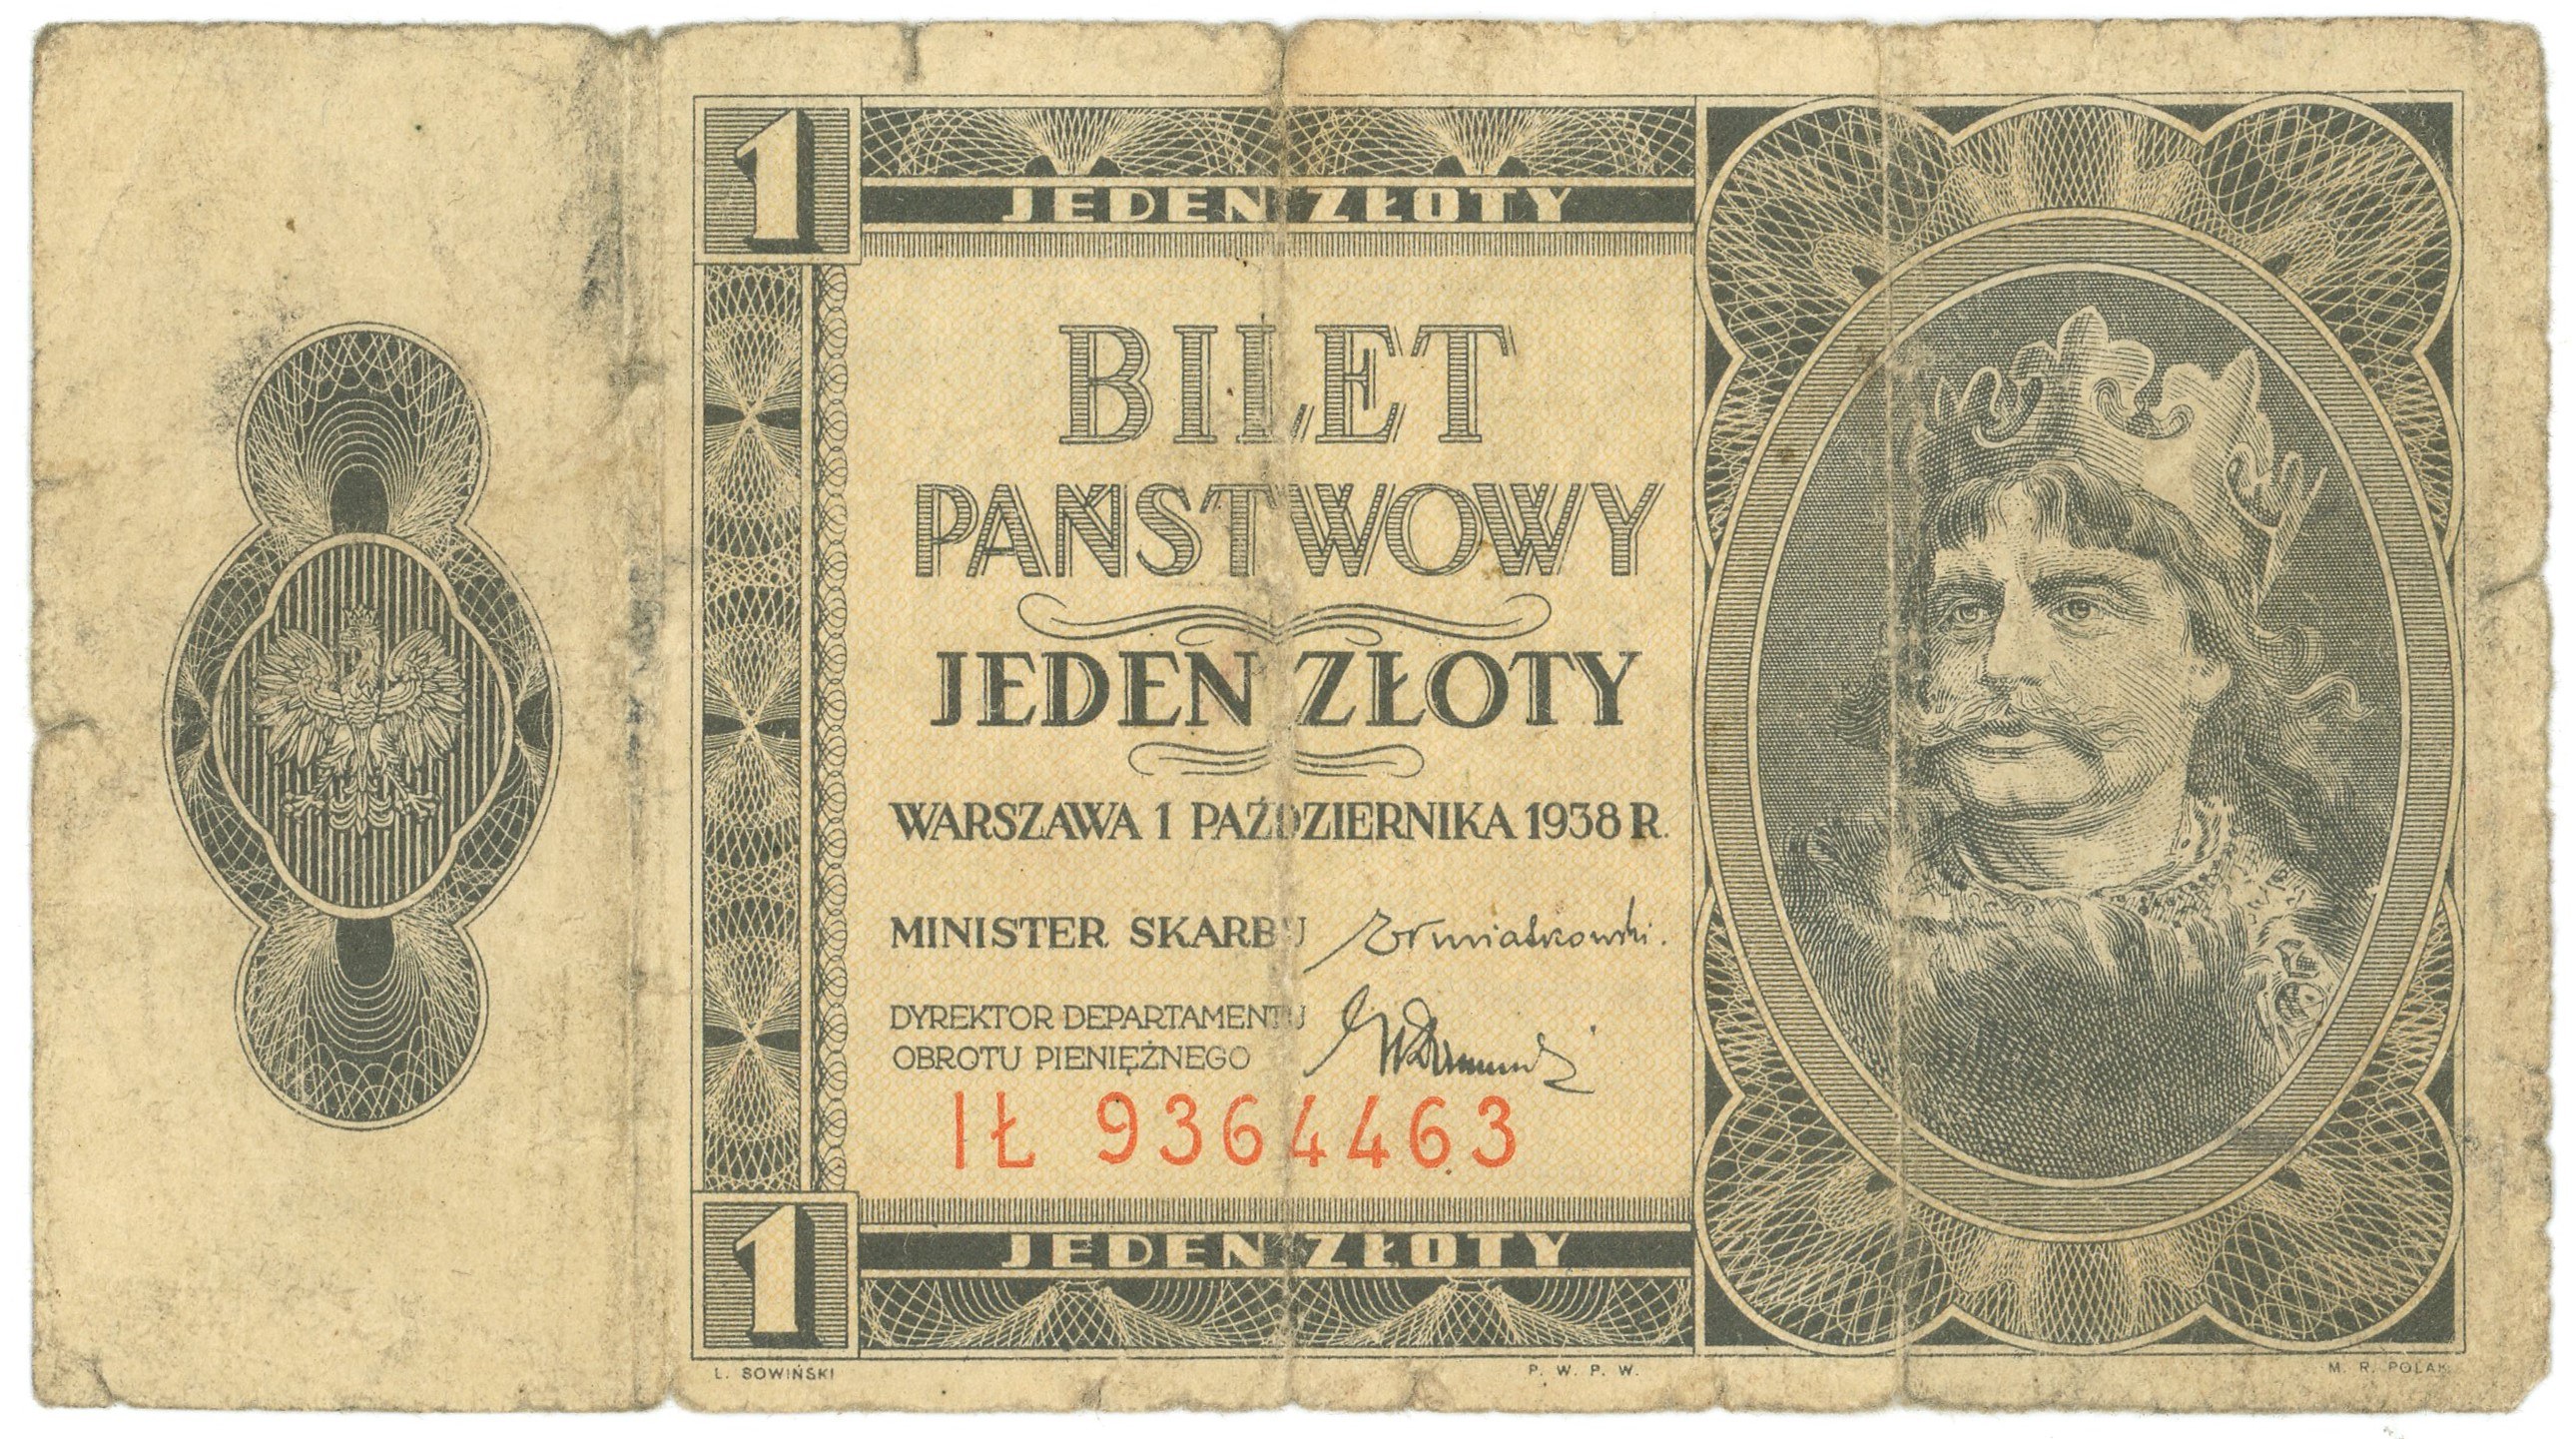 1
JEDEN ZŁOTY
BILET
PAŃSTWOWY
JEDEN ZŁOTY
WARSZAWA 1 PAŹDZIERNIKA 1938 R.
MINISTER SKARBU
DYREKTOR DEPARTAMENTU
OBROTU PIENIĘŻNEGO
IŁ 9364463
1
JEDEN ZŁOTY
L. SOWIŃSKI
P. W. P. W.
M. R. POLAK